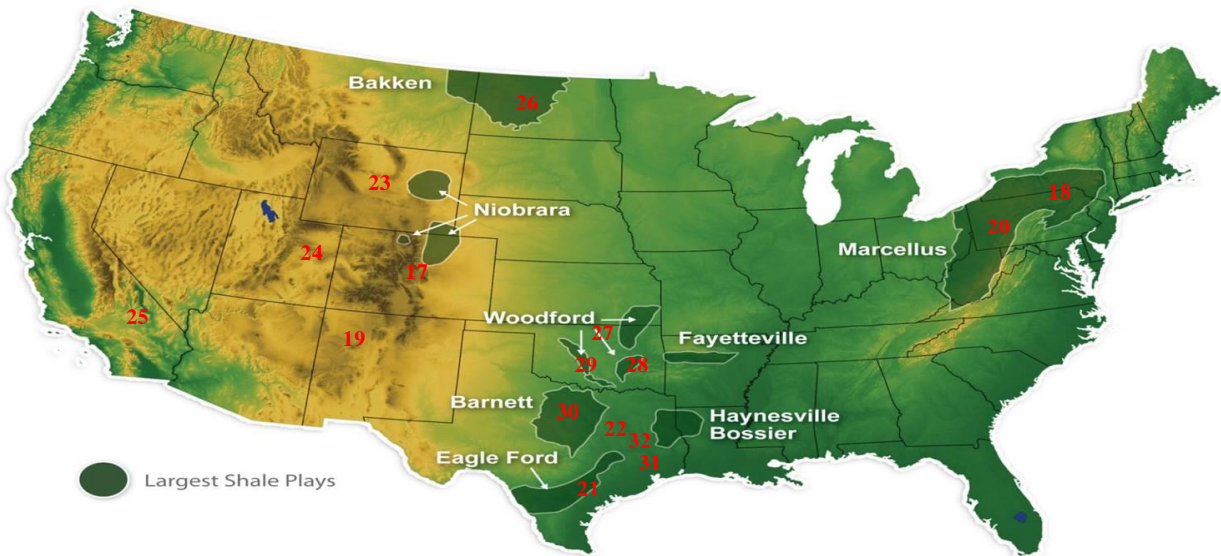 Bakken
26
23
18
Niobrara
20
Marcellus
24
17
25
Woodford
19
27
Fayetteville
29
28
Barnett
30
Haynesville
Bossier
22
32
Eagle Ford
31
Largest Shale Plays
21